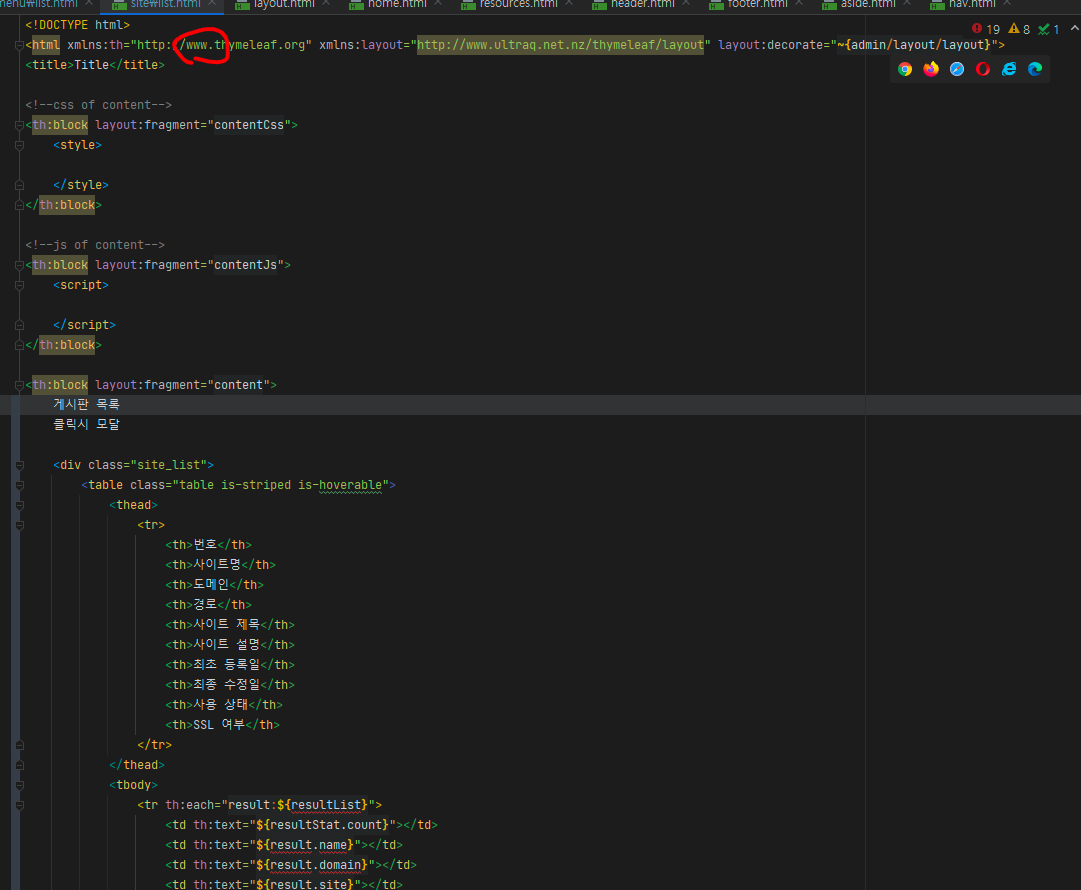 menu\list.html site\list.html layout.html home.html resources.html header.html footer.html aside.html nav.html
<!DOCTYPE html>
<html xmlns:th="http://www.thymeleaf.org" xmlns:layout="http://www.ultraq.net.nz/thymeleaf/layout" layout:decorate="~{admin/layout/layout}">
19 8 1
<title>Title</title>
<!--css of content-->
<th:block layout:fragment="contentCss">
<style>
</style>
</th:block>
<!--js of content-->
<th:block layout:fragment="contentJs">
<script>
</script>
</th:block>
<th:block layout:fragment="content">
게시판 목록
클릭시 모달
<div class="site_list">
<table class="table is-striped is-hoverable">
<thead>
<tr>
<th>번호</th>
<th>사이트명</th>
<th>도메인</th>
<th>경로</th>
<th>사이트 제목</th>
<th>사이트 설명</th>
<th>최초 등록일</th>
<th>최종 수정일</th>
<th>사용 상태</th>
<th>SSL 여부</th>
</tr>
</thead>
<tbody>
<tr th:each="result:${resultList}">
<td th:text="${resultStat.count}"></td>
<td th:text="${result.name}"></td>
<td th:text="${result.domain}"></td>
<td th:text="${result.site}"></td>